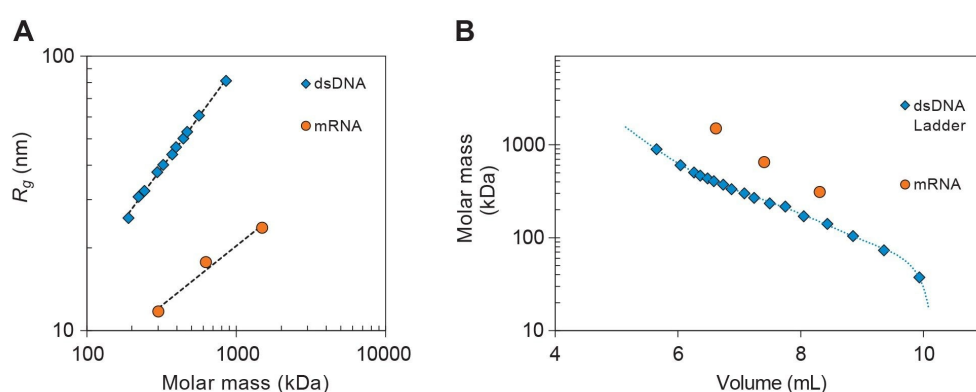 A
100
10
R_g (nm)
100
1000
10000
Molar mass (kDa)
dsDNA
mRNA
B
1000
100
10
Molar mass
(kDa)
4
6
8
10
Volume (mL)
dsDNA
Ladder
mRNA